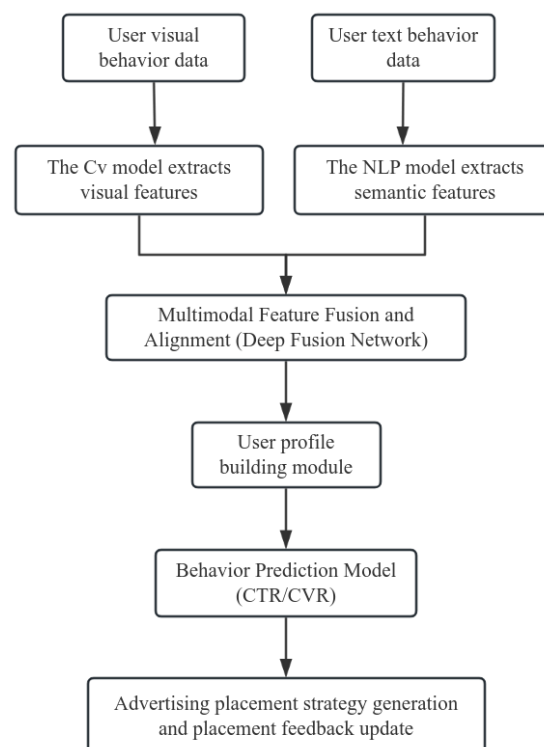 User visual
behavior data
User text behavior
data
The Cv model extracts
visual features
The NLP model extracts
semantic features
Multimodal Feature Fusion and
Alignment (Deep Fusion Network)
User profile
building module
Behavior Prediction Model
(CTR/CVR)
Advertising placement strategy generation
and placement feedback update